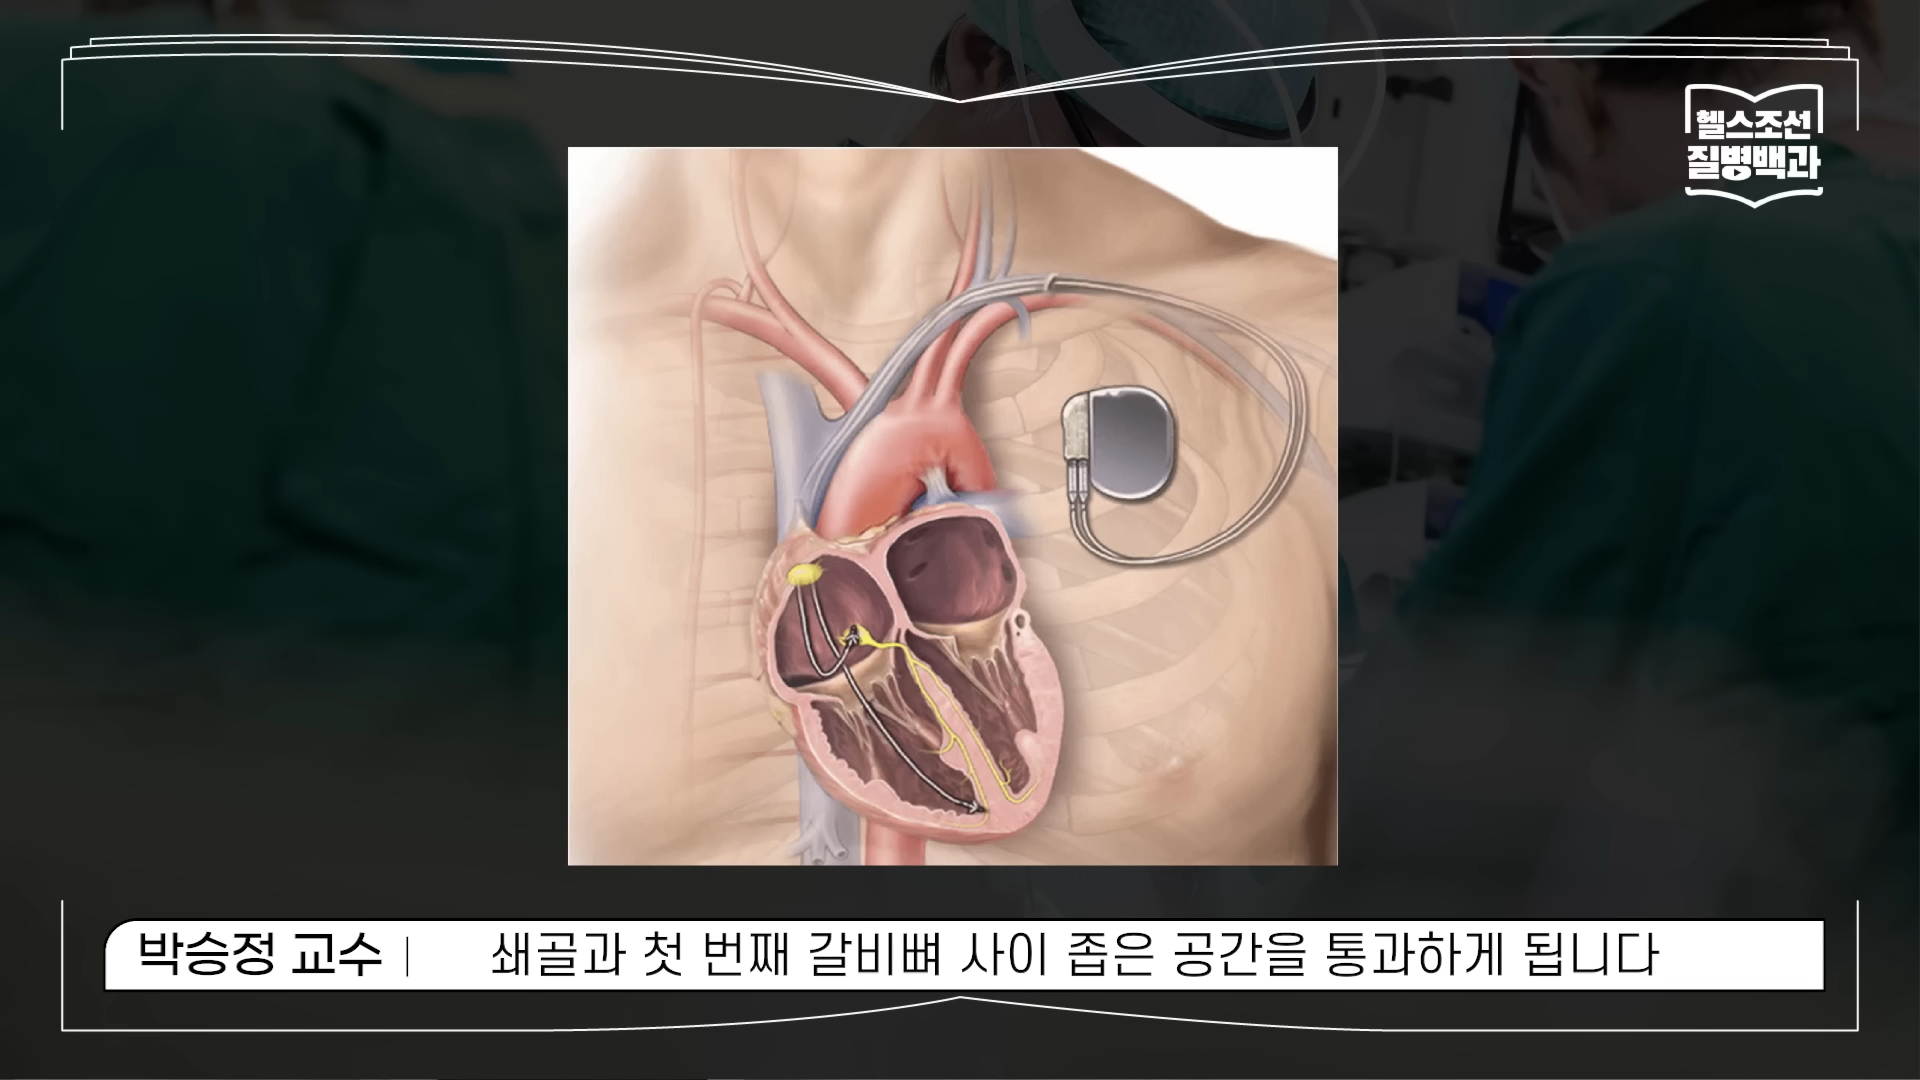 헬스조선
질병백과
박승정 교수 | 쇄골과 첫 번째 갈비뼈 사이 좁은 공간을 통과하게 됩니다